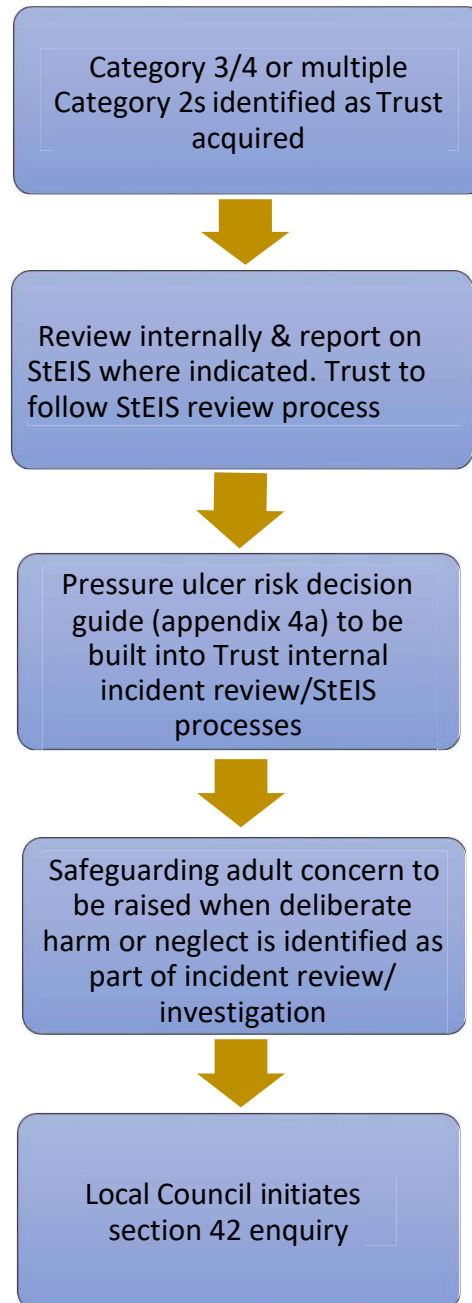 Category 3/4 or multiple
Category 2s identified as Trust
acquired
Review internally & report on
StEIS where indicated. Trust to
follow StEIS review process
Pressure ulcer risk decision
guide (appendix 4a) to be
built into Trust internal
incident review/StEIS
processes
Safeguarding adult concern to
be raised when deliberate
harm or neglect is identified as
part of incident review/
investigation
Local Council initiates
section 42 enquiry